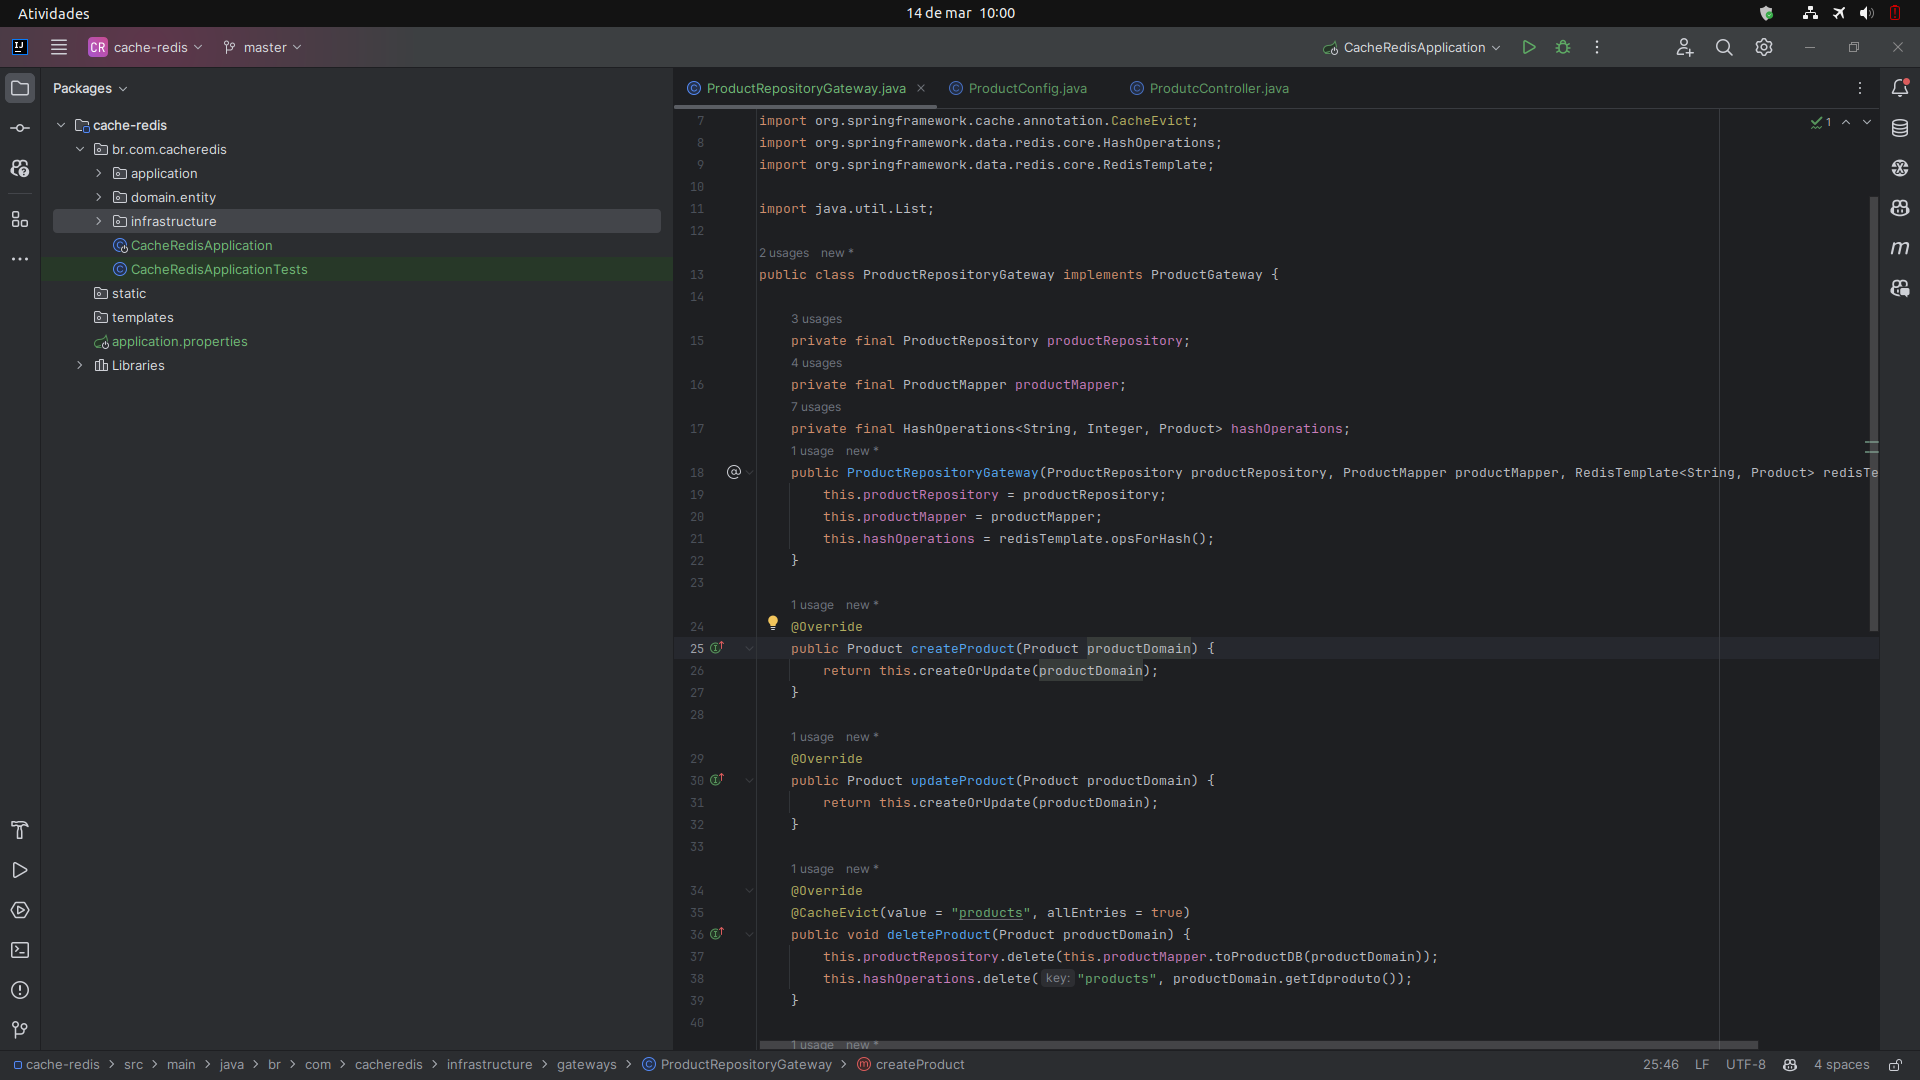 Atividades
14 de mar 10:00
CR cache-redis
master
CacheRedisApplication
Packages
cache-redis
br.com.cacheredis
application
domain.entity
infrastructure
CacheRedisApplication
CacheRedisApplicationTests
static
templates
application.properties
Libraries
ProductRepositoryGateway.java
ProductConfig.java
ProdutcController.java
1
7 import org.springframework.cache.annotation.CacheEvict;
8 import org.springframework.data.redis.core.HashOperations;
9 import org.springframework.data.redis.core.RedisTemplate;
10
11 import java.util.List;
12
2 usages new *
13 public class ProductRepositoryGateway implements ProductGateway {
14
3 usages
15 private final ProductRepository productRepository;
4 usages
16 private final ProductMapper productMapper;
7 usages
17 private final HashOperations<String, Integer, Product> hashOperations;
1 usage new *
18 public ProductRepositoryGateway(ProductRepository productRepository, ProductMapper productMapper, RedisTemplate<String, Product> redisTe
19 this.productRepository = productRepository;
20 this.productMapper = productMapper;
21 this.hashOperations = redisTemplate.opsForHash();
22 }
23
1 usage new *
24 @Override
25 public Product createProduct(Product productDomain) {
26 return this.createOrUpdate(productDomain);
27 }
28
1 usage new *
29 @Override
30 public Product updateProduct(Product productDomain) {
31 return this.createOrUpdate(productDomain);
32 }
33
1 usage new *
34 @Override
35 @CacheEvict(value = "products", allEntries = true)
36 public void deleteProduct(Product productDomain) {
37 this.productRepository.delete(this.productMapper.toProductDB(productDomain));
38 this.hashOperations.delete( key: "products", productDomain.getIdproduto());
39 }
40
1 usage new *
cache-redis > src > main > java > br > com > cacheredis > infrastructure > gateways > ProductRepositoryGateway > createProduct
25:46 LF UTF-8 4 spaces